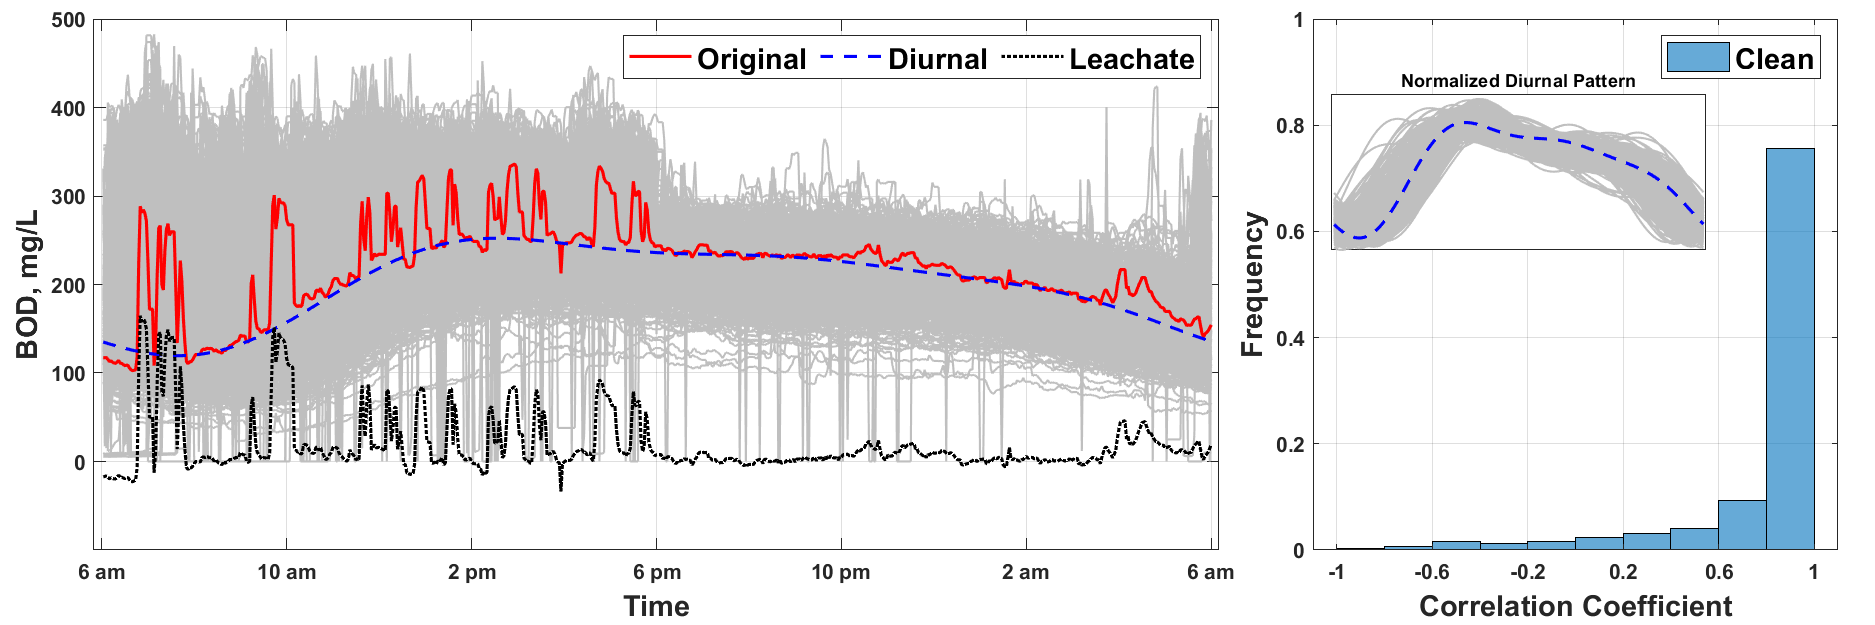 500
400
300
200
100
0
BOD, mg/L
Original Diurnal Leachate
6 am 10 am 2 pm 6 pm 10 pm 2 am 6 am
Time
1
0.8
0.6
0.4
0.2
0
Frequency
Clean
Normalized Diurnal Pattern
-1 -0.6 -0.2 0.2 0.6 1
Correlation Coefficient